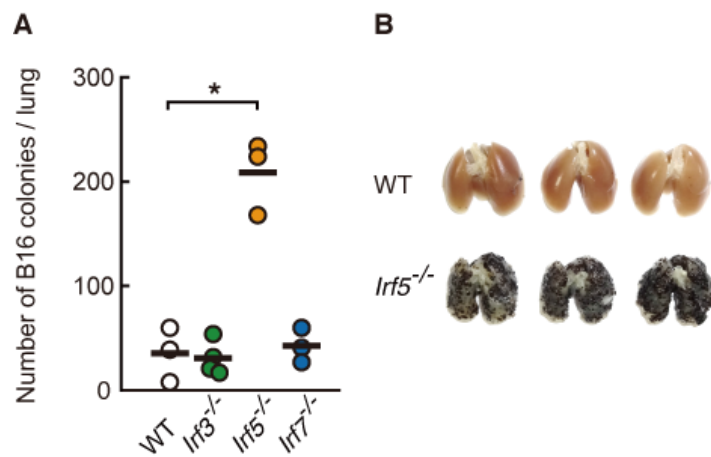 A
B
Number of B16 colonies / lung
300
200
100
0
*
WT
Irf3-/-
Irf5-/-
Irf7-/-
WT
Irf5-/-